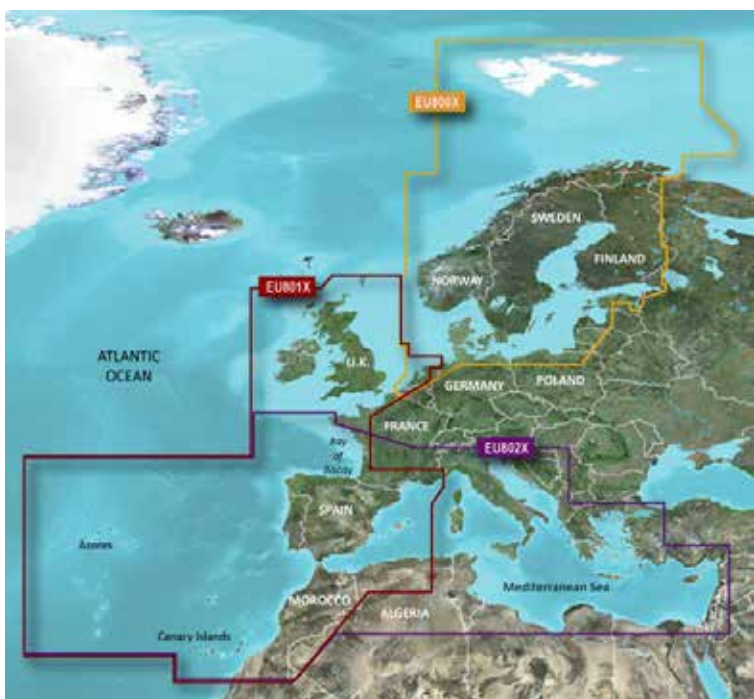 EU800X
SWEDEN
FINLAND
NORWAY
EU801X
ATLANTIC
OCEAN
U.K.
GERMANY
POLAND
FRANCE
Bay
of
Biscay
EU802X
SPAIN
Azores
Mediterranean Sea
MOROCCO
ALGERIA
Canary Islands